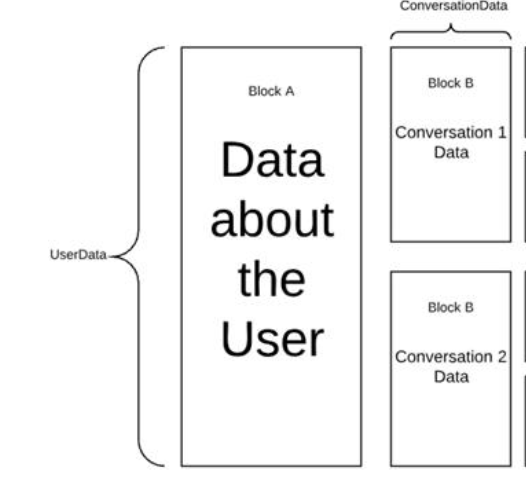 ConversationData
Block A
Data
about
the
User
UserData
Block B
Conversation 1
Data
Block B
Conversation 2
Data